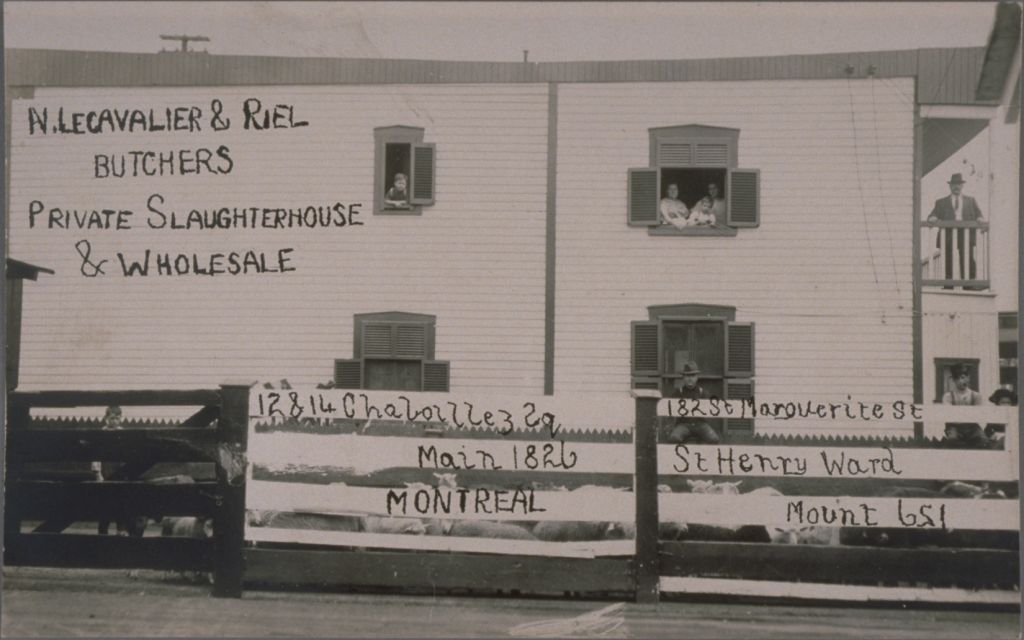 N. LECAVALIER & RIEL
BUTCHERS
PRIVATE SLAUGHTERHOUSE
& WHOLESALE
12 & 14 Chaboillez Sq
Main 1826
MONTREAL
182 St Marguerite St
St Henry Ward
Mount 651